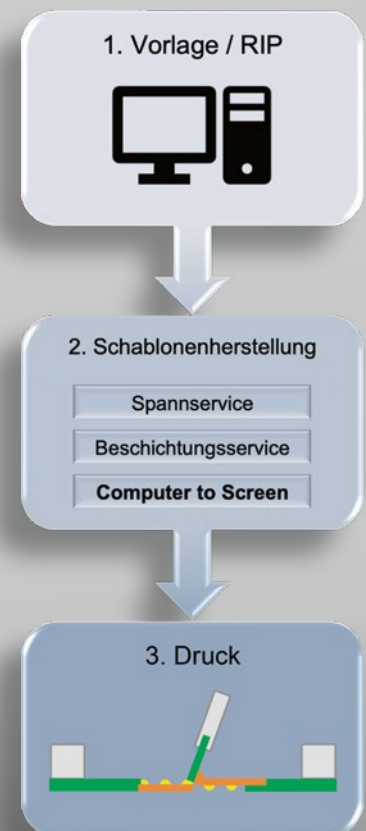 1. Vorlage / RIP
2. Schablonenherstellung
Spannservice
Beschichtungsservice
Computer to Screen
3. Druck